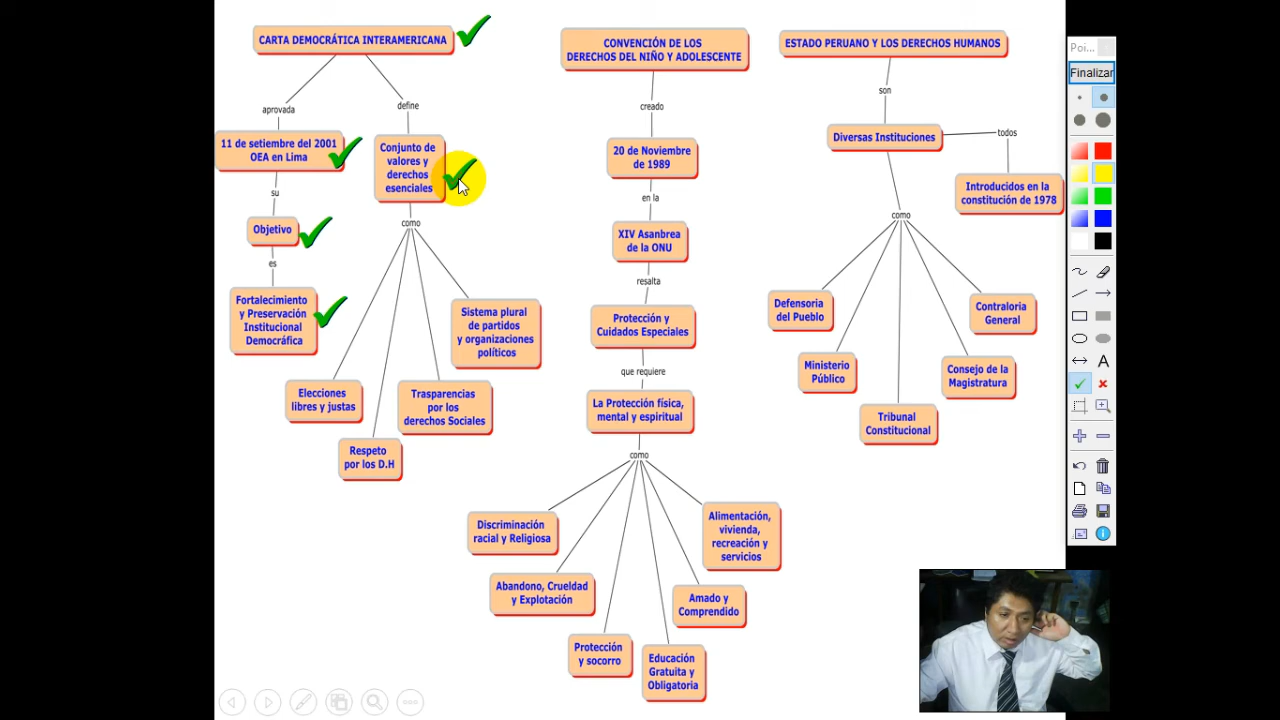 CARTA DEMOCRÁTICA INTERAMERICANA
aprovada
define
11 de setiembre del 2001
OEA en Lima
Conjunto de
valores y
derechos
esenciales
su
Objetivo
es
Fortalecimiento
y Preservación
Institucional
Democráfica
como
Sistema plural
de partidos
y organizaciones
políticos
Elecciones
libres y justas
Trasparencias
por los
derechos Sociales
Respeto
por los D.H
CONVENCIÓN DE LOS
DERECHOS DEL NIÑO Y ADOLESCENTE
creado
20 de Noviembre
de 1989
en la
XIV Asanbrea
de la ONU
resalta
Protección y
Cuidados Especiales
que requiere
La Protección física,
mental y espiritual
como
Discriminación
racial y Religiosa
Alimentación,
vivienda,
recreación y
servicios
Abandono, Crueldad
y Explotación
Amado y
Comprendido
Protección
y socorro
Educación
Gratuita y
Obligatoria
ESTADO PERUANO Y LOS DERECHOS HUMANOS
son
Diversas Instituciones
todos
Introducidos en la
constitución de 1978
como
Defensoria
del Pueblo
Contraloria
General
Ministerio
Público
Consejo de la
Magistratura
Tribunal
Constitucional
Poi...
Finalizar
A